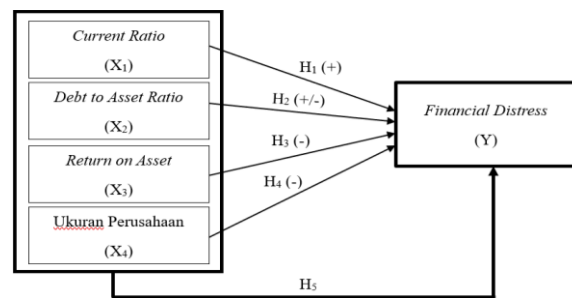 Current Ratio
(X₁)
H₁ (+)
Debt to Asset Ratio
(X₂)
H₂ (+/-)
Financial Distress
(Y)
Return on Asset
(X₃)
H₃ (-)
H₄ (-)
Ukuran Perusahaan
(X₄)
H₅